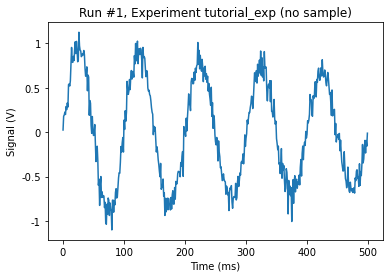 Run #1, Experiment tutorial_exp (no sample)
Signal (V)
1
0.5
0
-0.5
-1
0 100 200 300 400 500
Time (ms)